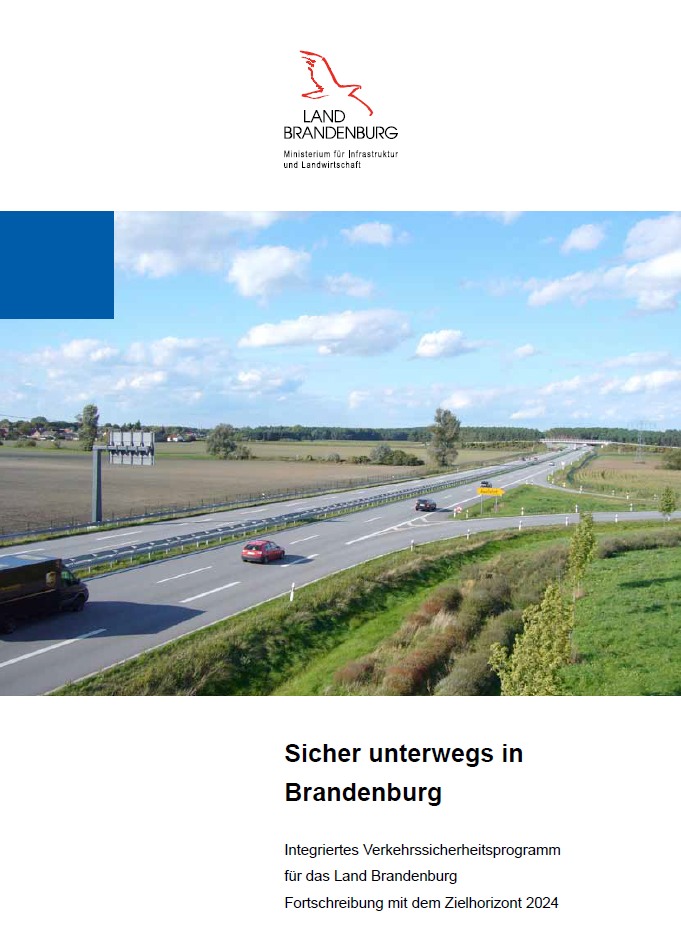 LAND
BRANDENBURG
Ministerium für Infrastruktur
und Landwirtschaft
Sicher unterwegs in
Brandenburg
Integriertes Verkehrssicherheitsprogramm
für das Land Brandenburg
Fortschreibung mit dem Zielhorizont 2024